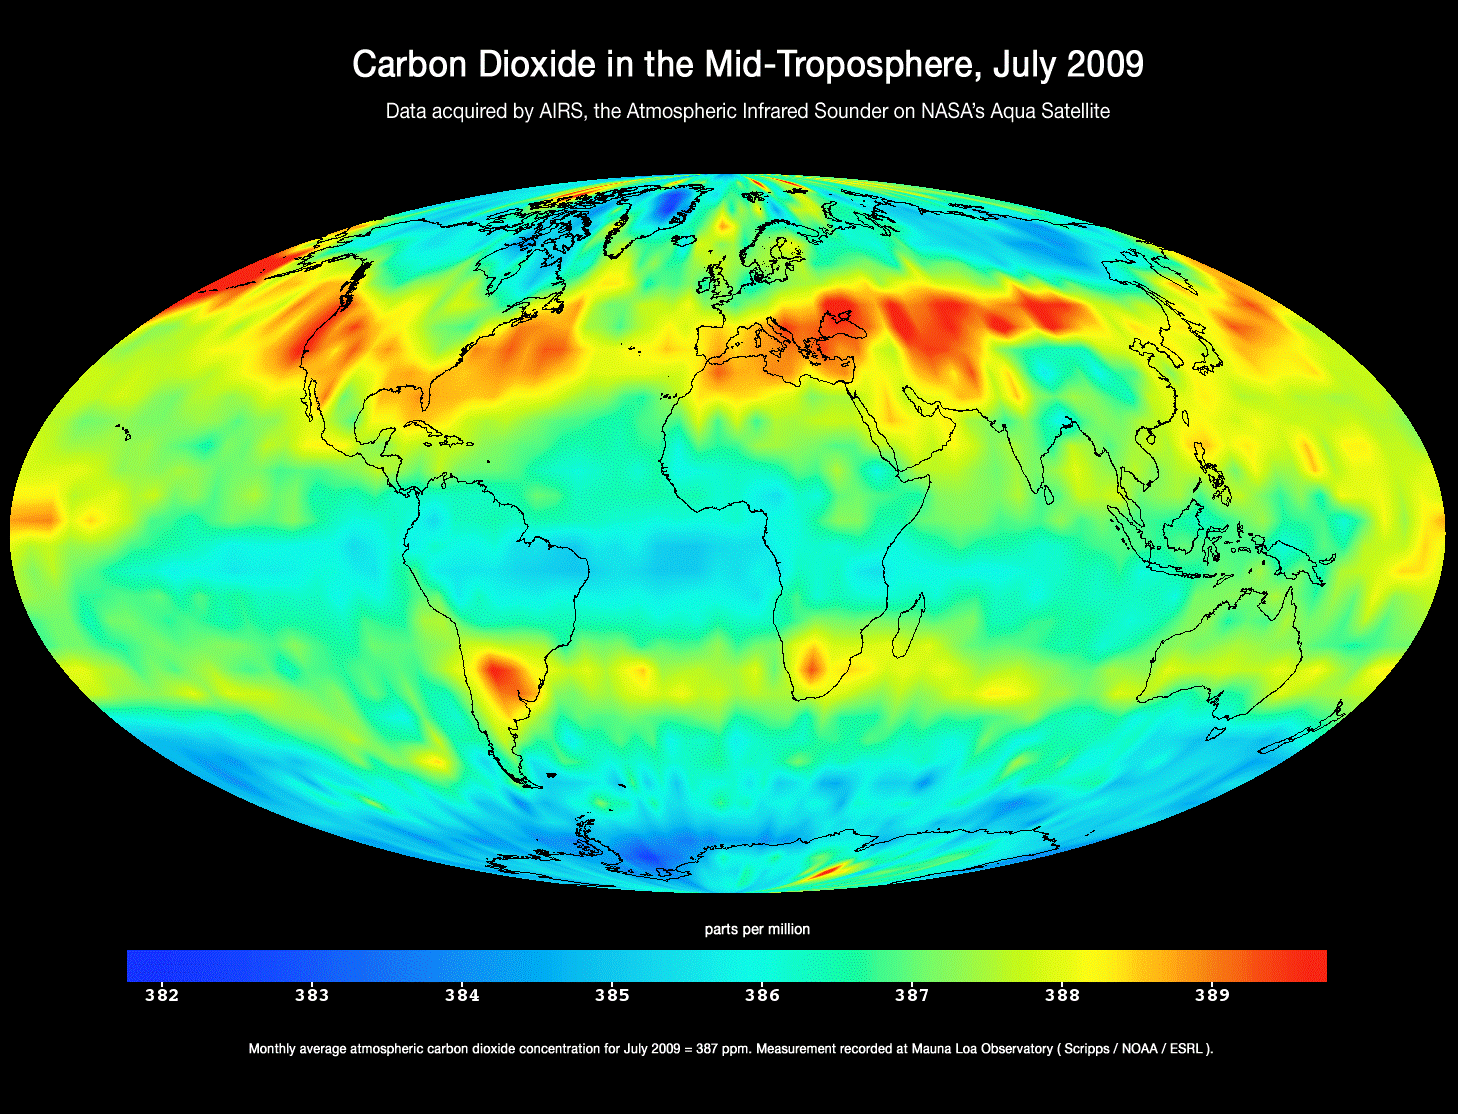 Carbon Dioxide in the Mid-Troposphere, July 2009
Data acquired by AIRS, the Atmospheric Infrared Sounder on NASA's Aqua Satellite
parts per million
382 383 384 385 386 387 388 389
Monthly average atmospheric carbon dioxide concentration for July 2009 = 387 ppm. Measurement recorded at Mauna Loa Observatory ( Scripps / NOAA / ESRL ).